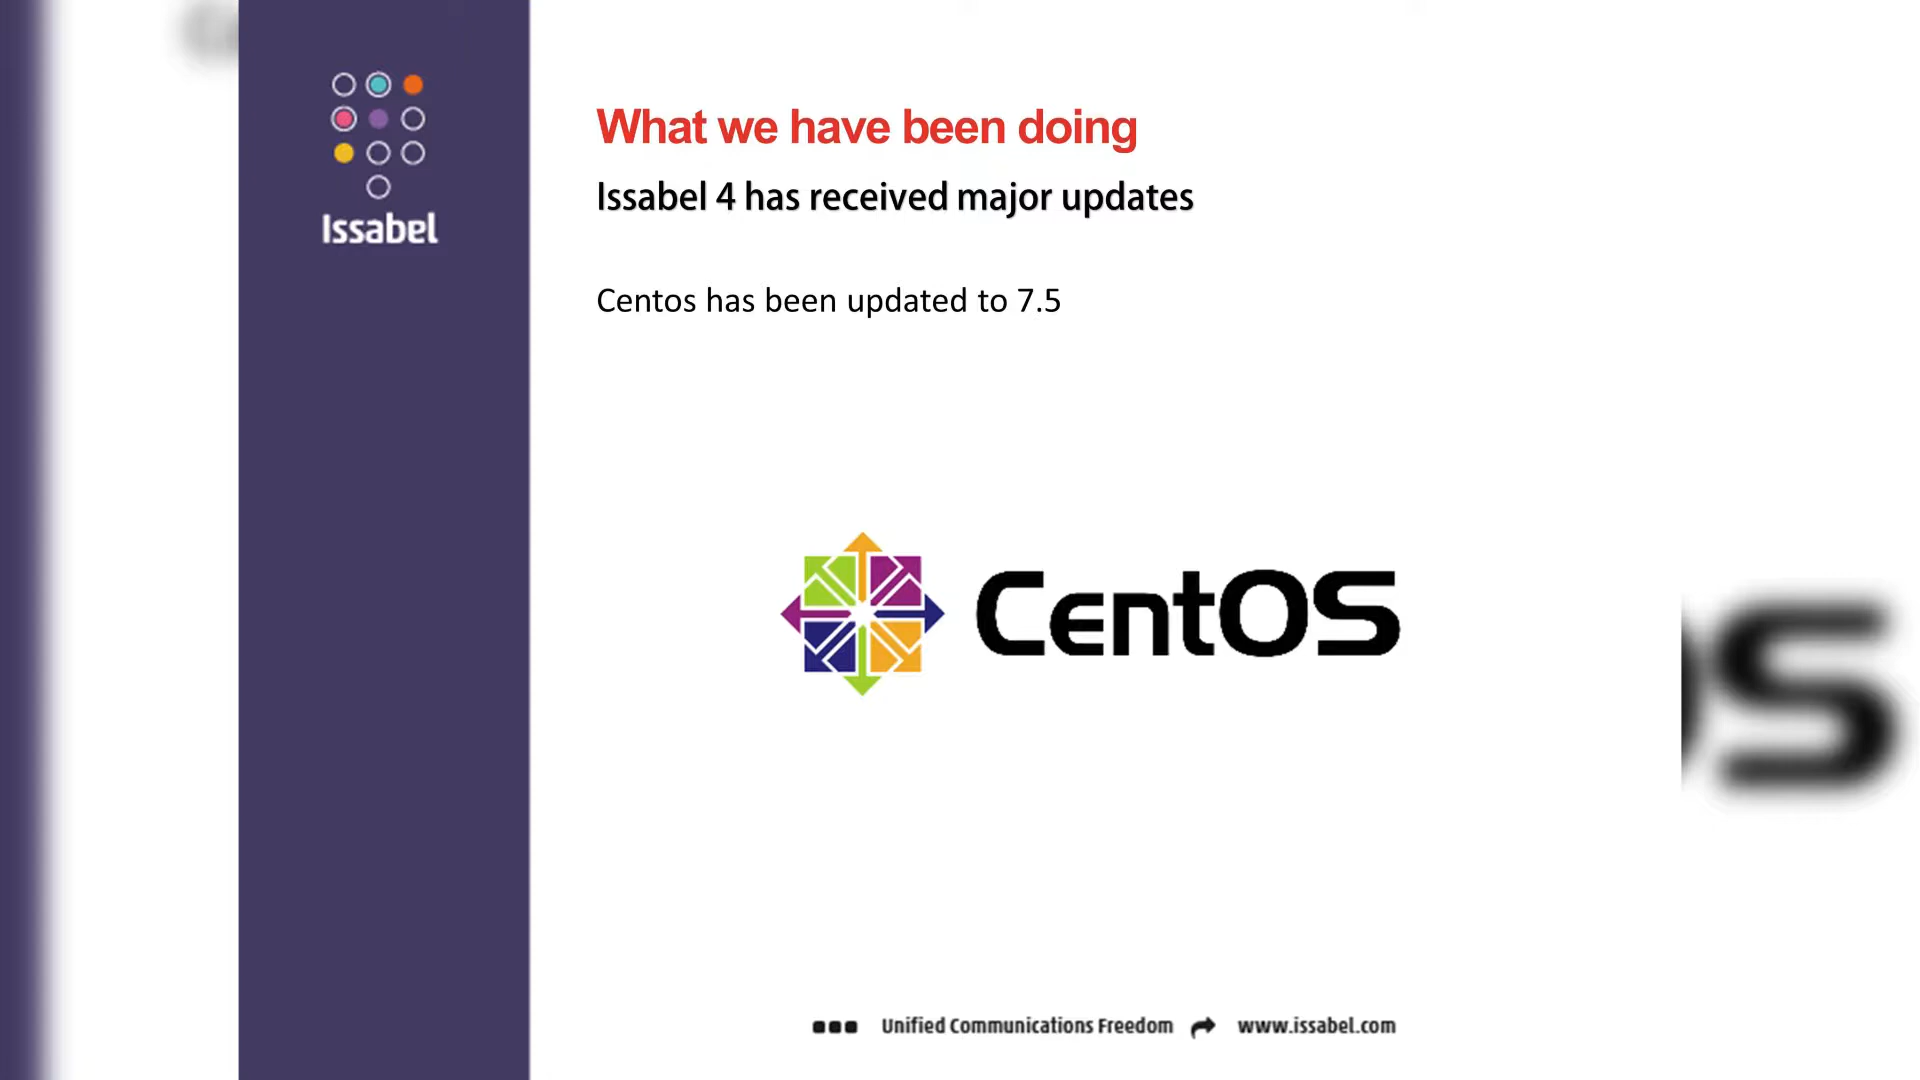 Issabel
What we have been doing
Issabel 4 has received major updates
Centos has been updated to 7.5
CentOS
Unified Communications Freedom www.issabel.com